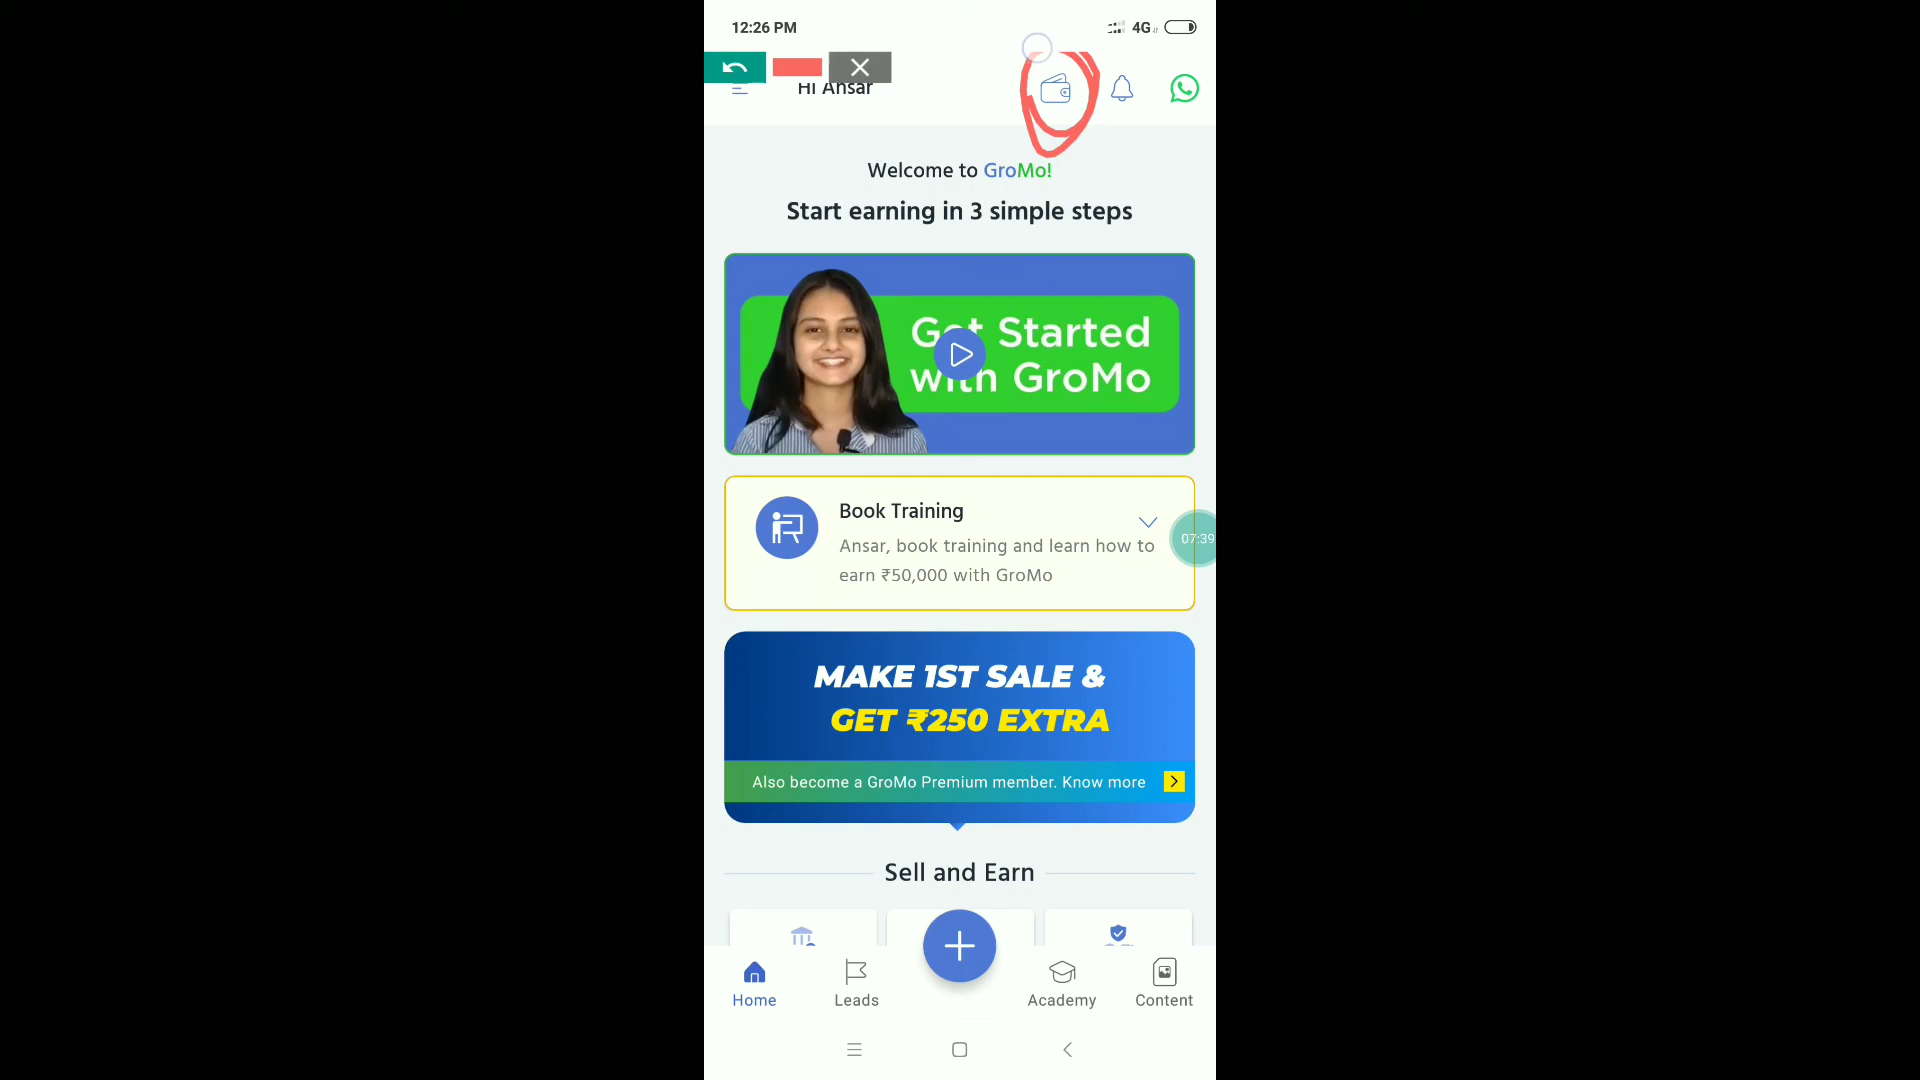 12:26 PM
4G
Hi Ansar
Welcome to GroMo!
Start earning in 3 simple steps
Get Started
with GroMo
Book Training
Ansar, book training and learn how to
earn ₹50,000 with GroMo
07:39
MAKE 1ST SALE &
GET ₹250 EXTRA
Also become a GroMo Premium member. Know more
Sell and Earn
Home
Leads
Academy
Content